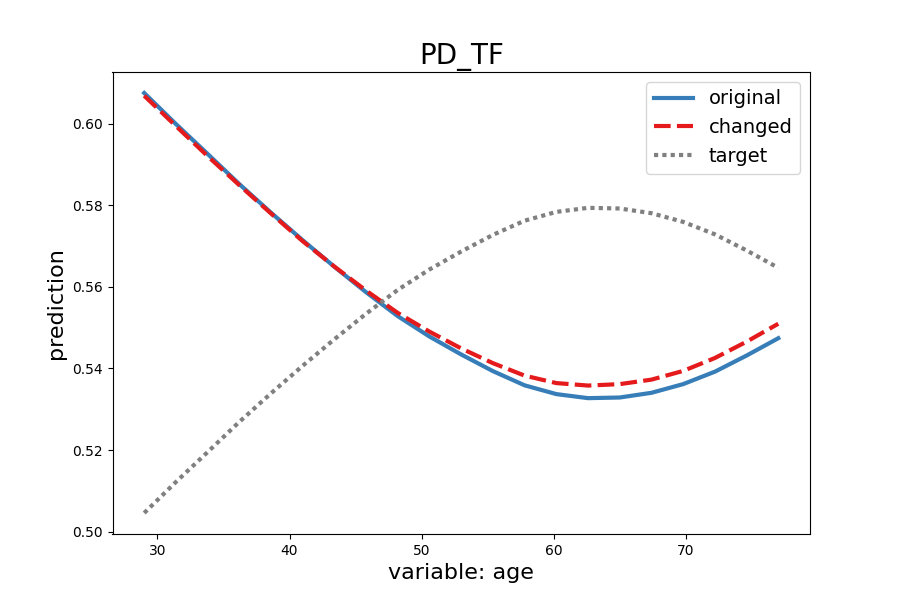 PD_TF
original
changed
target
prediction
0.60
0.58
0.56
0.54
0.52
0.50
30 40 50 60 70
variable: age